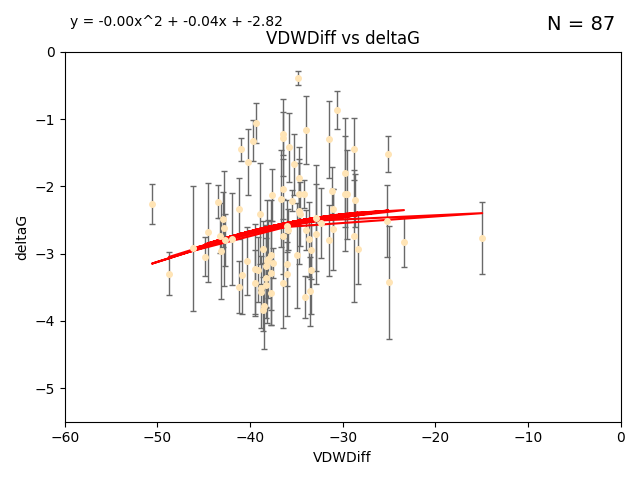 y = -0.00x^2 + -0.04x + -2.82
N = 87
VDWDiff vs deltaG
0
−1
−2
−3
−4
−5
deltaG
−60 −50 −40 −30 −20 −10 0
VDWDiff